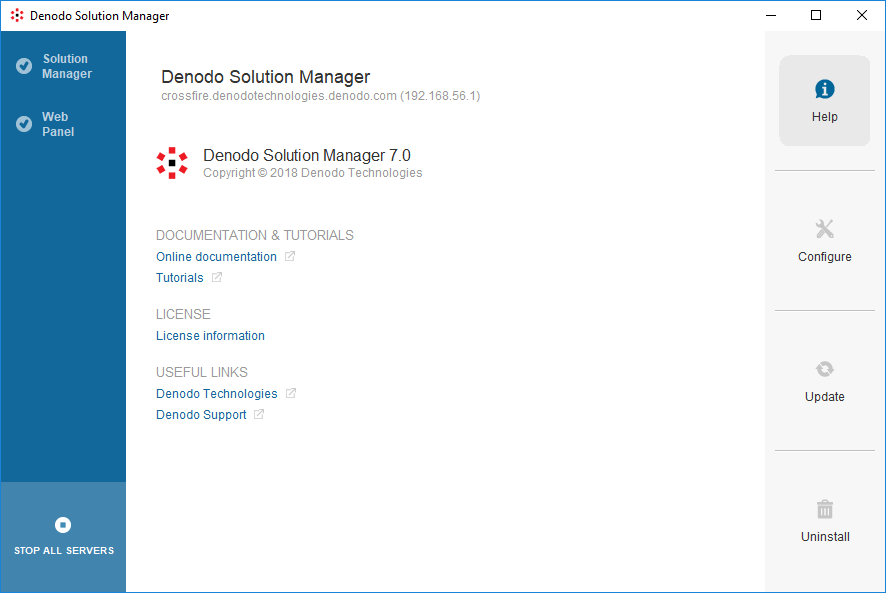 Denodo Solution Manager
Solution
Manager
Web
Panel
STOP ALL SERVERS
Denodo Solution Manager
crossfire.denodotechnologies.denodo.com (192.168.56.1)
Denodo Solution Manager 7.0
Copyright © 2018 Denodo Technologies
DOCUMENTATION & TUTORIALS
Online documentation
Tutorials
LICENSE
License information
USEFUL LINKS
Denodo Technologies
Denodo Support
Help
Configure
Update
Uninstall